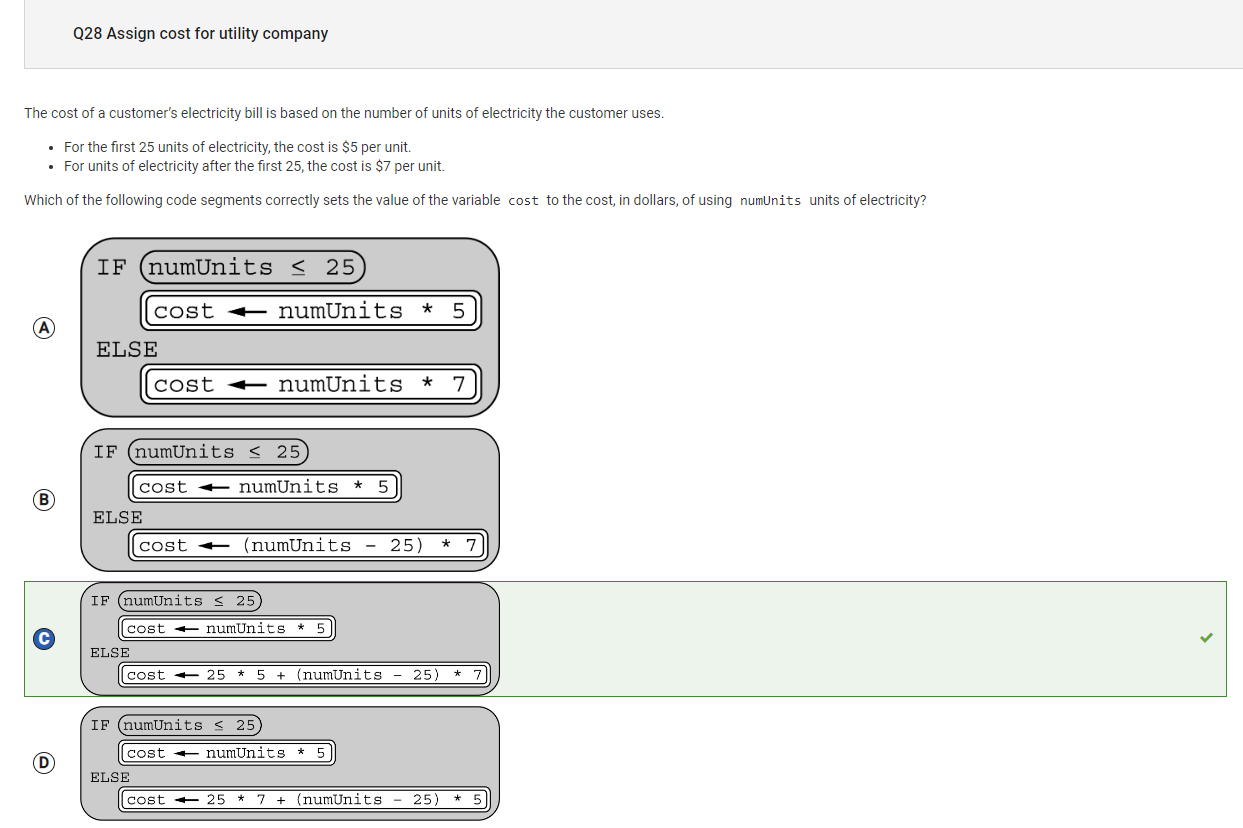 Q28 Assign cost for utility company
The cost of a customer's electricity bill is based on the number of units of electricity the customer uses.
• For the first 25 units of electricity, the cost is $5 per unit.
• For units of electricity after the first 25, the cost is $7 per unit.
Which of the following code segments correctly sets the value of the variable cost to the cost, in dollars, of using numUnits units of electricity?
A
IF numUnits ≤ 25
cost ← numUnits * 5
ELSE
cost ← numUnits * 7
B
IF numUnits ≤ 25
cost ← numUnits * 5
ELSE
cost ← (numUnits - 25) * 7
C
IF numUnits ≤ 25
cost ← numUnits * 5
ELSE
cost ← 25 * 5 + (numUnits - 25) * 7
D
IF numUnits ≤ 25
cost ← numUnits * 5
ELSE
cost ← 25 * 7 + (numUnits - 25) * 5